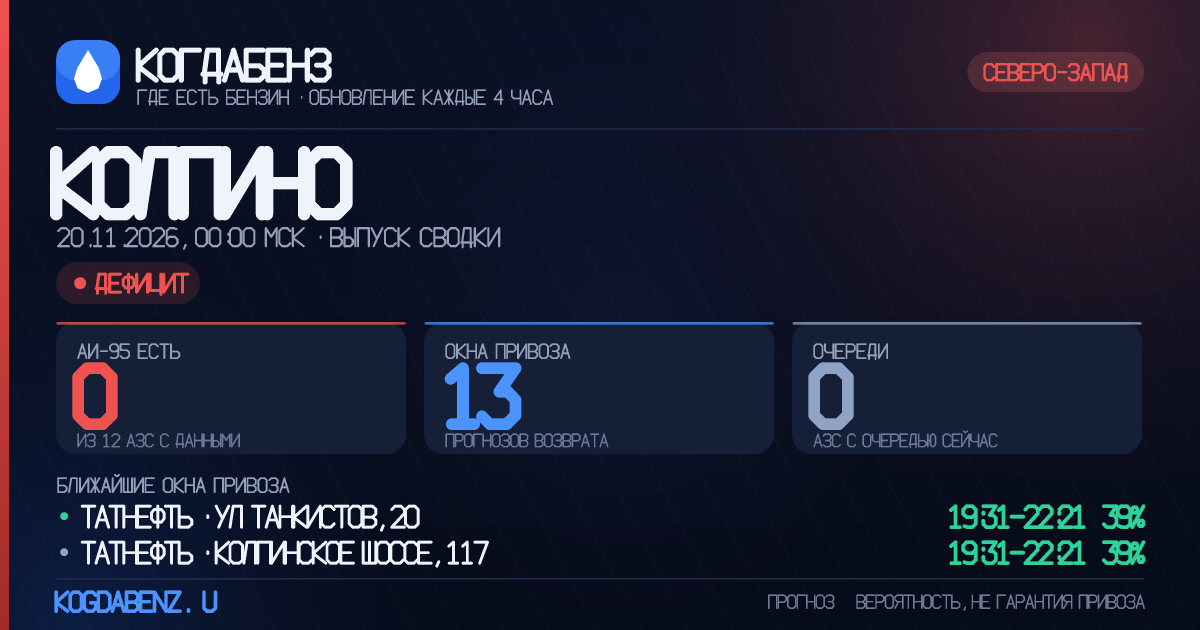 КОГДАБЕНЗ
ГДЕ ЕСТЬ БЕНЗИН · ОБНОВЛЕНИЕ КАЖДЫЕ 4 ЧАСА
СЕВЕРО-ЗАПАД
КОЛПИНО
20.11.2026, 00:00 МСК · ВЫПУСК СВОДКИ
• ДЕФИЦИТ
АИ-95 ЕСТЬ
0
ИЗ 12 АЗС С ДАННЫМИ
ОКНА ПРИВОЗА
13
ПРОГНОЗОВ ВОЗВРАТА
ОЧЕРЕДИ
0
АЗС С ОЧЕРЕДЬЮ СЕЙЧАС
БЛИЖАЙШИЕ ОКНА ПРИВОЗА
• ТАТНЕФТЬ · УЛ ТАНКИСТОВ, 20 19:31-22:21 39%
• ТАТНЕФТЬ · КОЛПИНСКОЕ ШОССЕ, 117 19:31-22:21 39%
KOGDABENZ. U
ПРОГНОЗ ВЕРОЯТНОСТЬ, НЕ ГАРАНТИЯ ПРИВОЗА